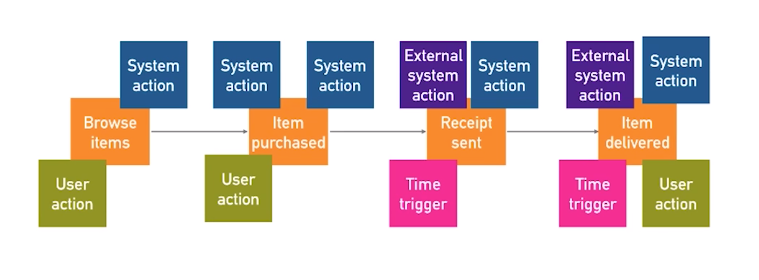 System
action
System
action
System
action
External
system
action
System
action
External
system
action
System
action
Browse
items
Item
purchased
Receipt
sent
Item
delivered
User
action
User
action
Time
trigger
Time
trigger
User
action